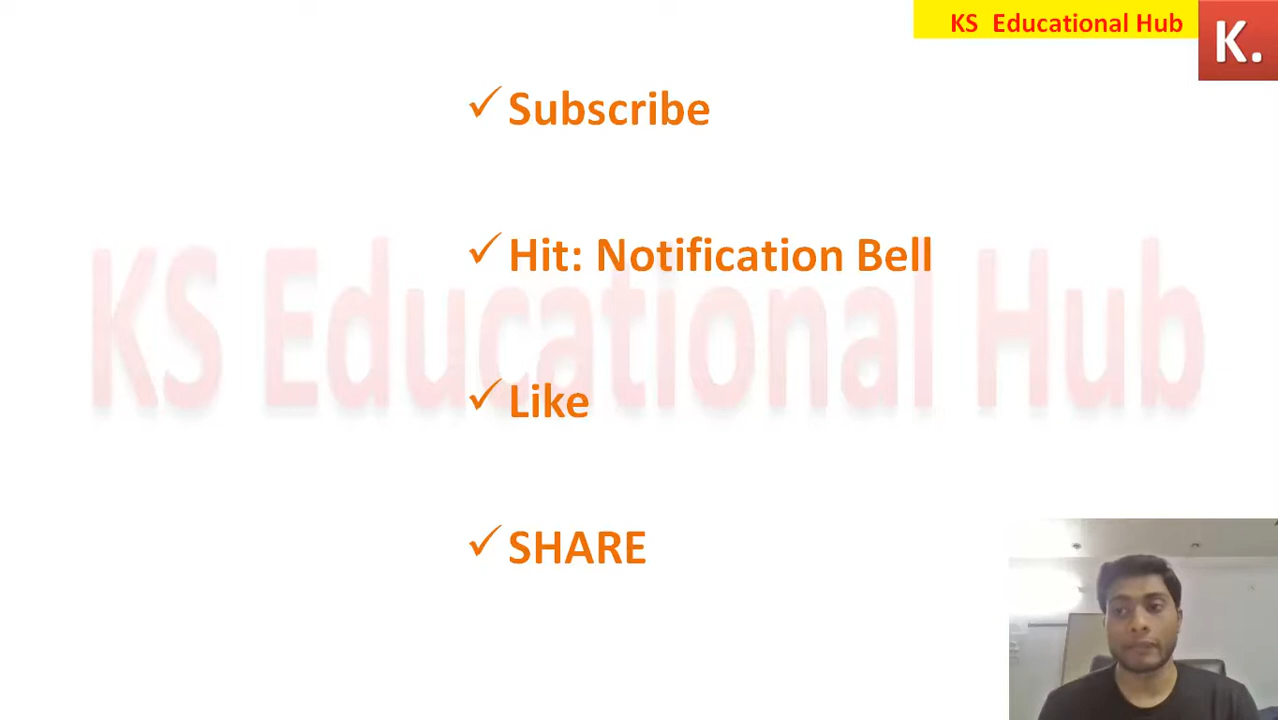 KS Educational Hub
K.
✓ Subscribe
✓ Hit: Notification Bell
KS Educational Hub
✓ Like
✓ SHARE